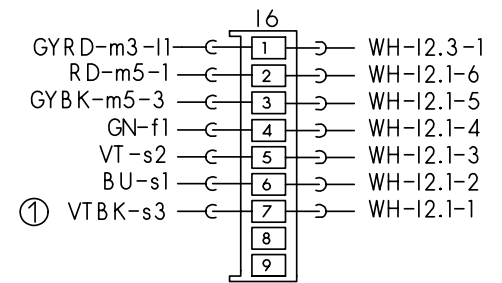 I6
GYRD-m3-I1 1 WH-I2.3-1
RD-m5-1 2 WH-I2.1-6
GYBK-m5-3 3 WH-I2.1-5
GN-f1 4 WH-I2.1-4
VT-s2 5 WH-I2.1-3
BU-s1 6 WH-I2.1-2
1 VTBK-s3 7 WH-I2.1-1
8
9